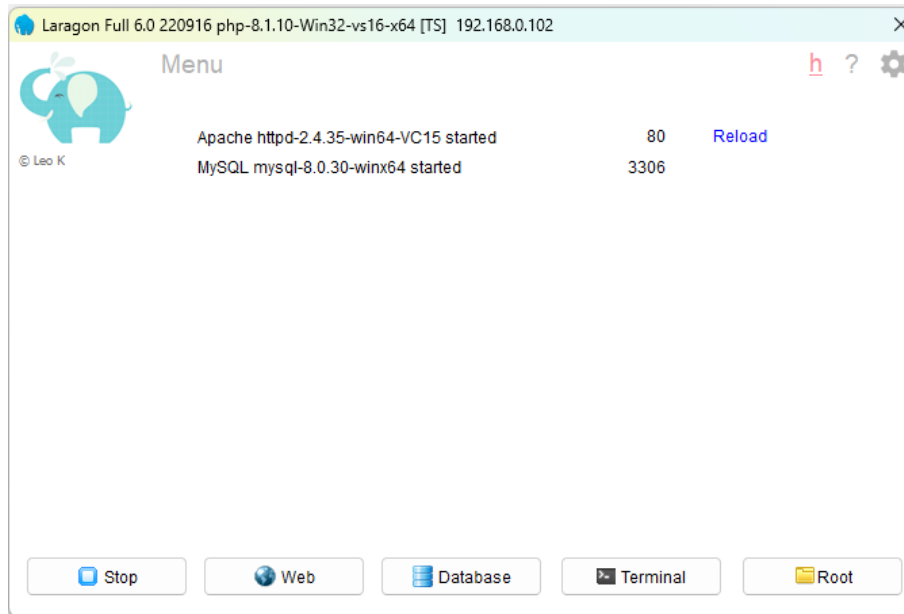 Laragon Full 6.0 220916 php-8.1.10-Win32-vs16-x64 [TS] 192.168.0.102
Menu h ?
Apache httpd-2.4.35-win64-VC15 started 80 Reload
© Leo K
MySQL mysql-8.0.30-winx64 started 3306
Stop Web Database Terminal Root